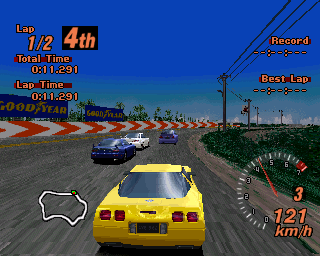 Lap
1/2 4th
Total Time
0:11.291
Lap Time
0:11.291
Record
--:--.---
Best Lap
--:--.---
GOODYEAR
GOODYEAR
3
121
km/h